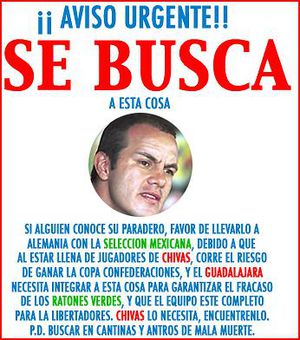 ¡¡ AVISO URGENTE!!
SE BUSCA
A ESTA COSA
SI ALGUIEN CONOCE SU PARADERO, FAVOR DE LLEVARLO A
ALEMANIA CON LA SELECCION MEXICANA, DEBIDO A QUE
AL ESTAR LLENA DE JUGADORES DE CHIVAS, CORRE EL RIESGO
DE GANAR LA COPA CONFEDERACIONES, Y EL GUADALAJARA
NECESITA INTEGRAR A ESTA COSA PARA GARANTIZAR EL FRACASO
DE LOS RATONES VERDES, Y QUE EL EQUIPO ESTE COMPLETO
PARA LA LIBERTADORES. CHIVAS LO NECESITA, ENCUENTRENLO.
P.D. BUSCAR EN CANTINAS Y ANTROS DE MALA MUERTE.